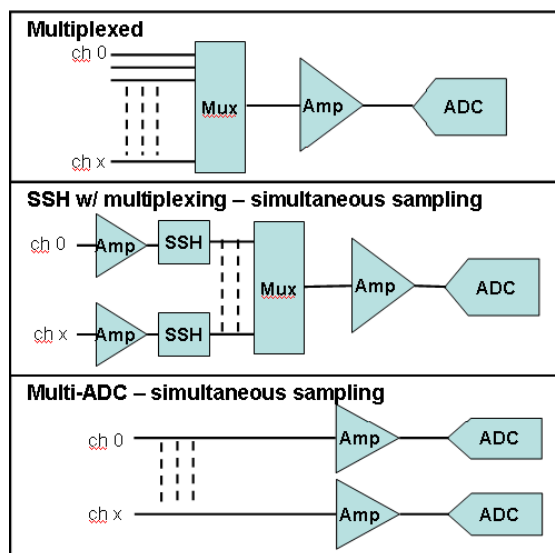 Multiplexed
ch 0
Mux
Amp
ADC
ch x
SSH w/ multiplexing – simultaneous sampling
ch 0
Amp
SSH
Mux
Amp
ADC
ch x
Amp
SSH
Multi-ADC – simultaneous sampling
ch 0
Amp
ADC
ch x
Amp
ADC